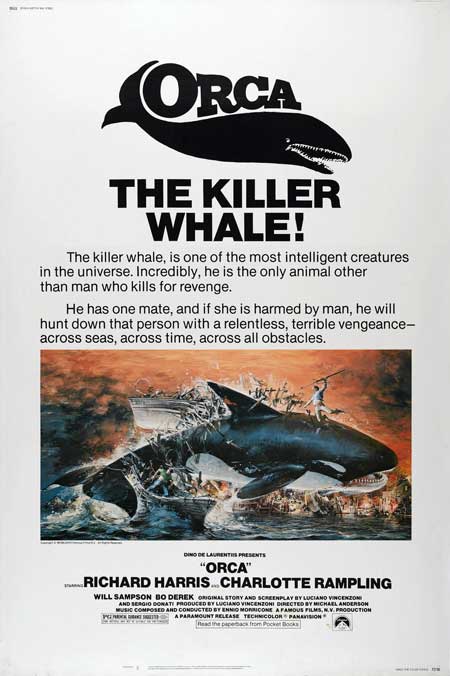 ORCA
THE KILLER
WHALE!
The killer whale, is one of the most intelligent creatures
in the universe. Incredibly, he is the only animal other
than man who kills for revenge.
He has one mate, and if she is harmed by man, he will
hunt down that person with a relentless, terrible vengeance—
across seas, across time, across all obstacles.
DINO DE LAURENTIIS PRESENTS
“ORCA”
STARRING RICHARD HARRIS AND CHARLOTTE RAMPLING
WILL SAMPSON BO DEREK ORIGINAL STORY AND SCREENPLAY BY LUCIANO VINCENZONI
AND SERGIO DONATI PRODUCED BY LUCIANO VINCENZONI DIRECTED BY MICHAEL ANDERSON
MUSIC COMPOSED AND CONDUCTED BY ENNIO MORRICONE A FAMOUS FILMS, N.V. PRODUCTION
PG PARENTAL GUIDANCE SUGGESTED
A PARAMOUNT RELEASE TECHNICOLOR® PANAVISION®
Read the paperback from Pocket Books